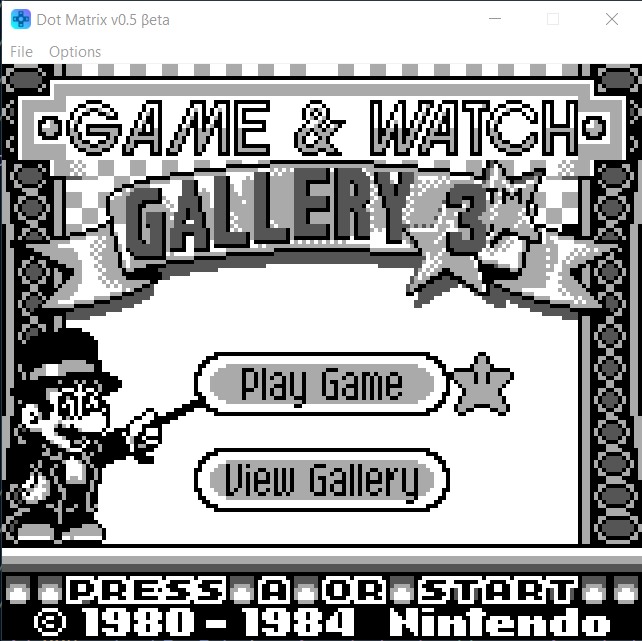 Dot Matrix v0.5 βeta
File Options
GAME & WATCH
GALLERY 3
Play Game
View Gallery
PRESS A OR START
© 1980-1984 Nintendo